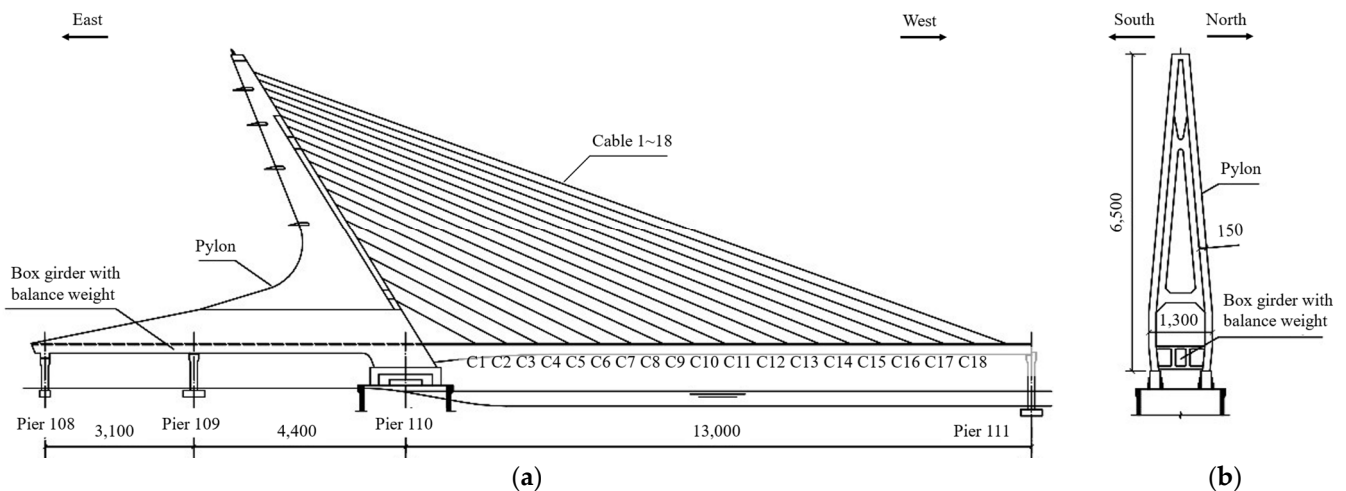 East
West
Cable 1~18
Pylon
Box girder with
balance weight
C1 C2 C3 C4 C5 C6 C7 C8 C9 C10 C11 C12 C13 C14 C15 C16 C17 C18
Pier 108
Pier 109
Pier 110
Pier 111
3,100
4,400
13,000
(a)
South
North
Pylon
6,500
150
Box girder with
balance weight
1,300
(b)